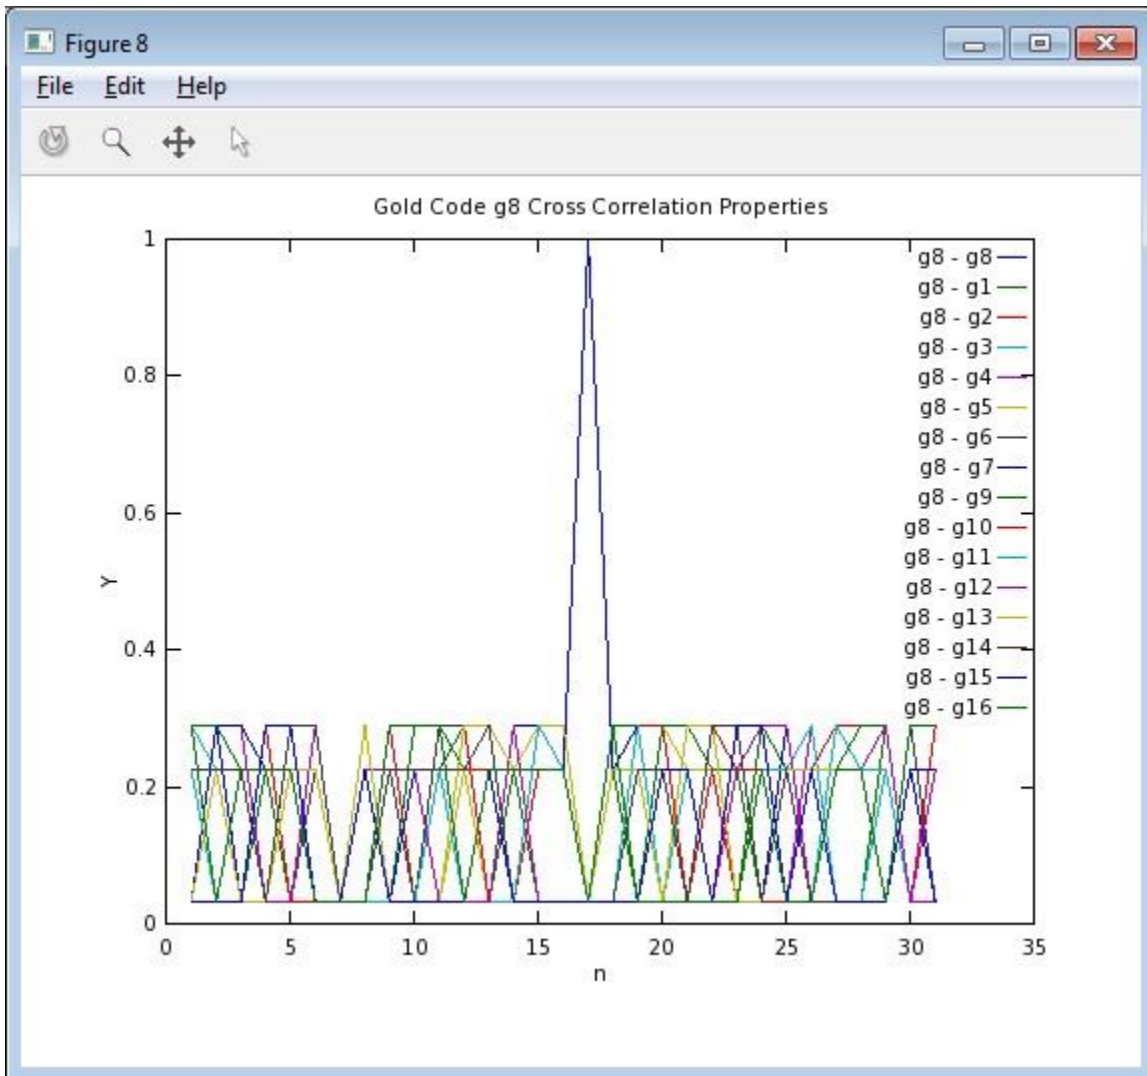 Figure 8
File Edit Help
Gold Code g8 Cross Correlation Properties
g8 - g8
g8 - g1
g8 - g2
g8 - g3
g8 - g4
g8 - g5
g8 - g6
g8 - g7
g8 - g9
g8 - g10
g8 - g11
g8 - g12
g8 - g13
g8 - g14
g8 - g15
g8 - g16
1
0.8
0.6
0.4
0.2
0
Y
0 5 10 15 20 25 30 35
n